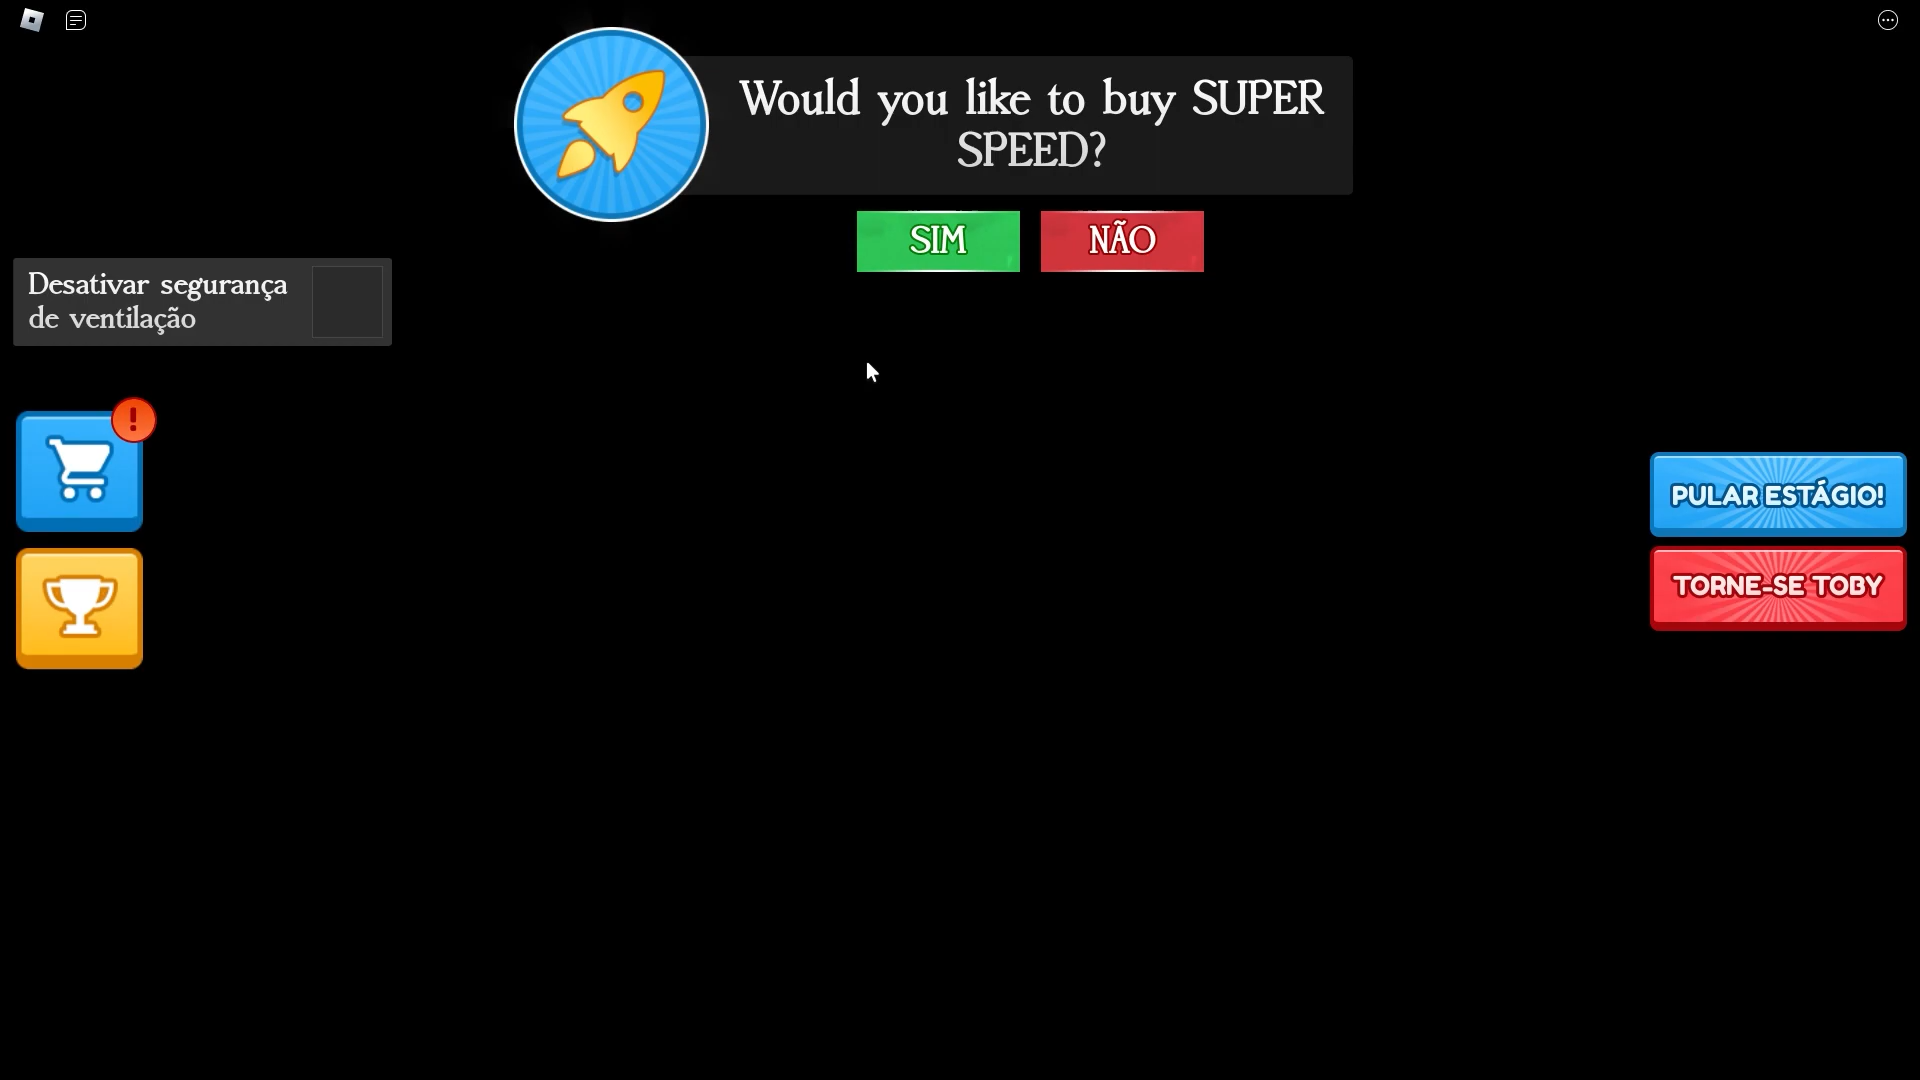 Would you like to buy SUPER
SPEED?
SIM
NÃO
Desativar segurança
de ventilação
!
PULAR ESTÁGIO!
TORNE-SE TOBY